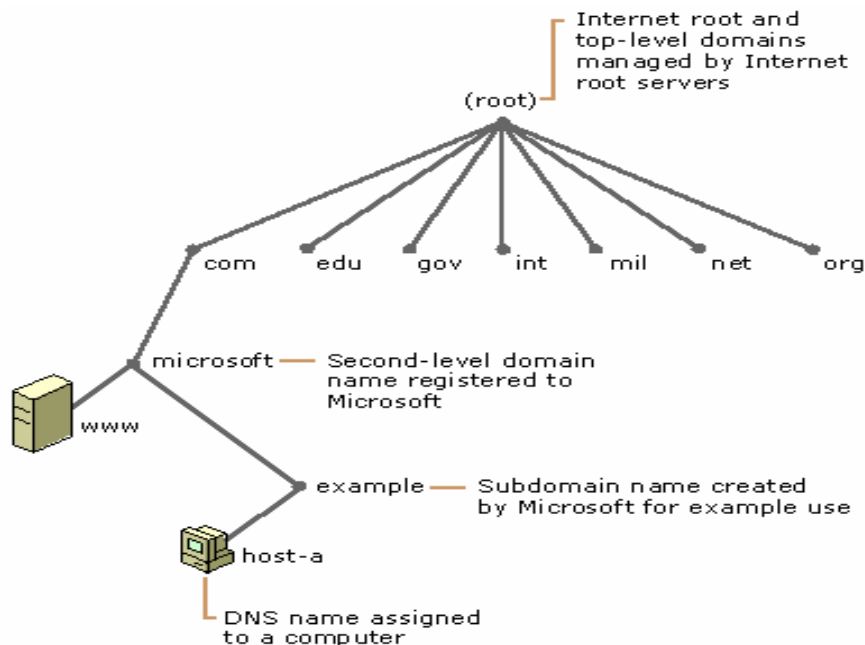 Internet root and
top-level domains
managed by Internet
root servers
(root)
com edu gov int mil net org
microsoft
Second-level domain
name registered to
Microsoft
www
example
Subdomain name created
by Microsoft for example use
host-a
DNS name assigned
to a computer